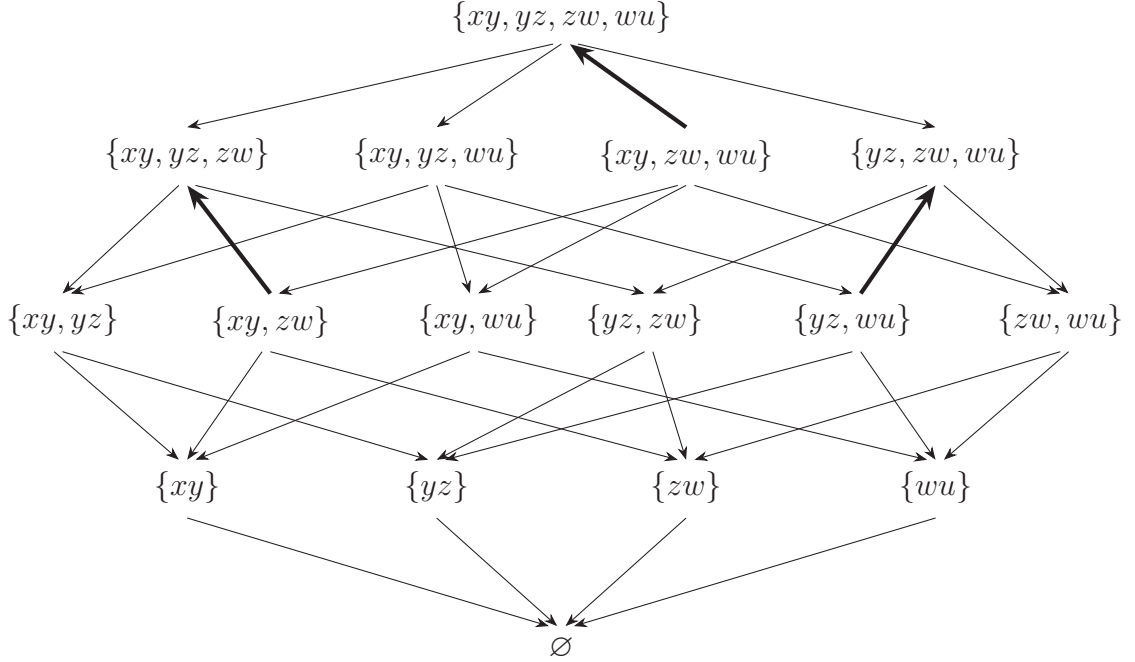 {xy, yz, zw, wu}
{xy, yz, zw} {xy, yz, wu} {xy, zw, wu} {yz, zw, wu}
{xy, yz} {xy, zw} {xy, wu} {yz, zw} {yz, wu} {zw, wu}
{xy} {yz} {zw} {wu}
∅